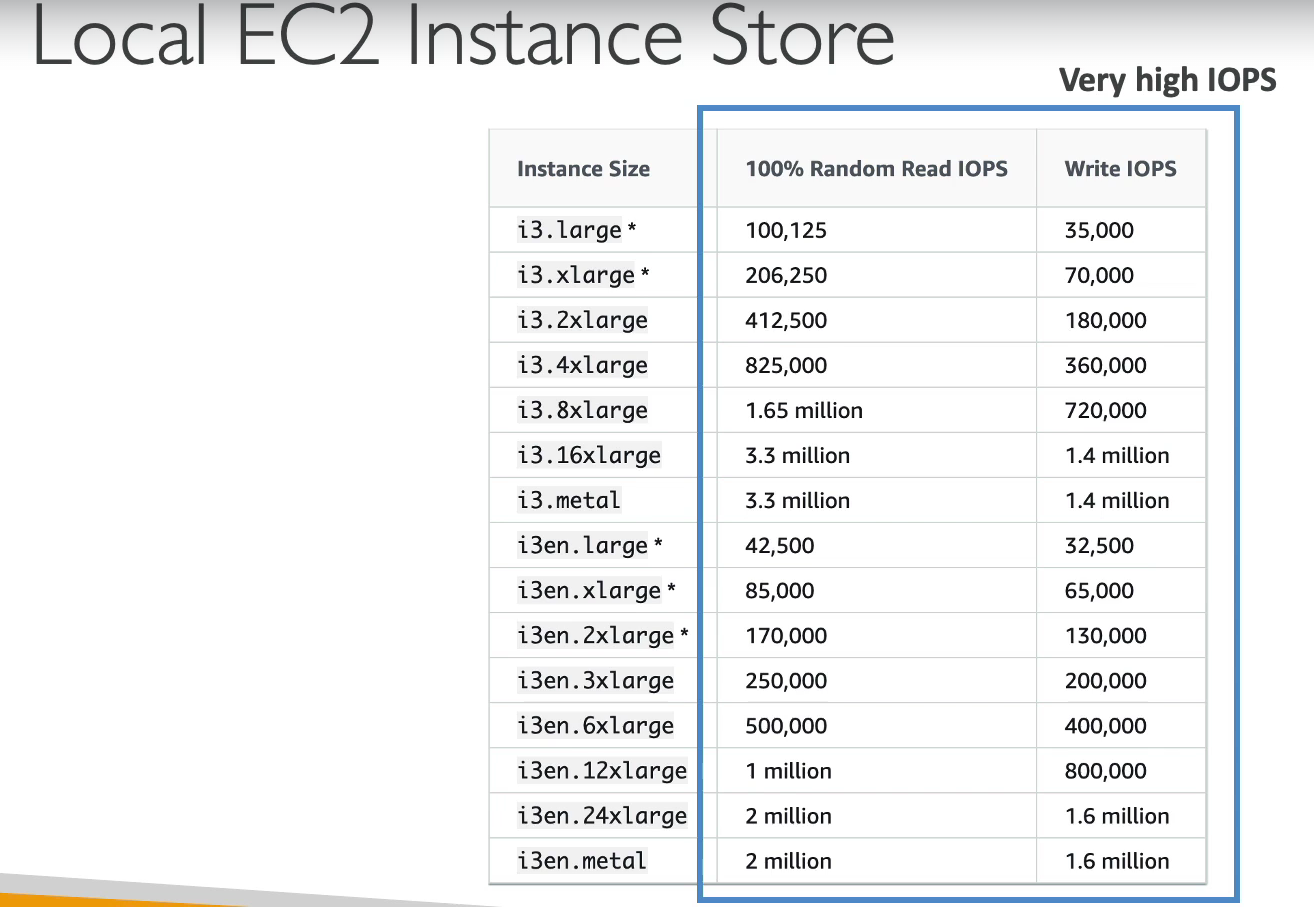 Local EC2 Instance Store
Very high IOPS
Instance Size 100% Random Read IOPS Write IOPS
i3.large * 100,125 35,000
i3.xlarge * 206,250 70,000
i3.2xlarge 412,500 180,000
i3.4xlarge 825,000 360,000
i3.8xlarge 1.65 million 720,000
i3.16xlarge 3.3 million 1.4 million
i3.metal 3.3 million 1.4 million
i3en.large * 42,500 32,500
i3en.xlarge * 85,000 65,000
i3en.2xlarge * 170,000 130,000
i3en.3xlarge 250,000 200,000
i3en.6xlarge 500,000 400,000
i3en.12xlarge 1 million 800,000
i3en.24xlarge 2 million 1.6 million
i3en.metal 2 million 1.6 million